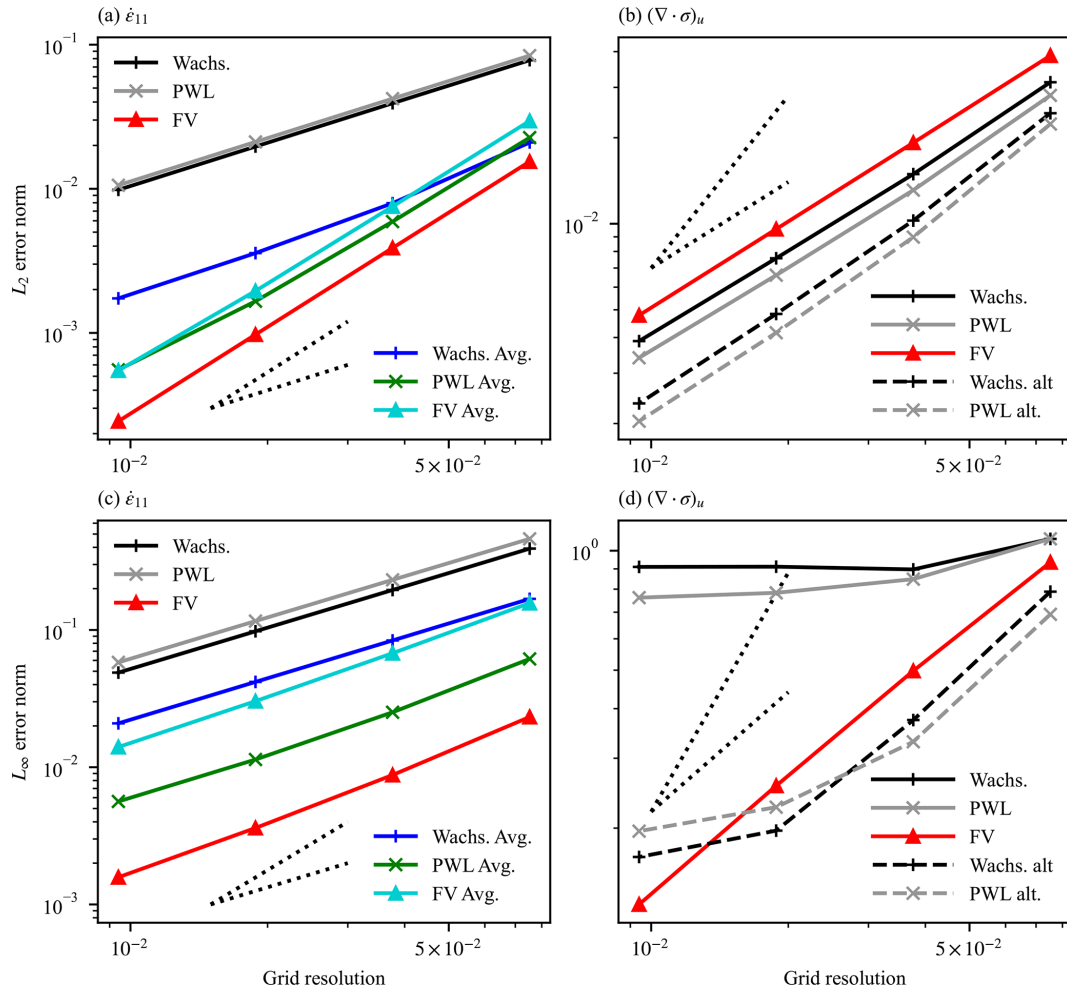 (a) ε̇₁₁
10⁻¹
10⁻²
10⁻³
L₂ error norm
Wachs.
PWL
FV
Wachs. Avg.
PWL Avg.
FV Avg.
10⁻²
5 × 10⁻²
(b) (∇ · σ)ᵤ
10⁻²
Wachs.
PWL
FV
Wachs. alt
PWL alt.
10⁻²
5 × 10⁻²
(c) ε̇₁₁
10⁻¹
10⁻²
10⁻³
L∞ error norm
Wachs.
PWL
FV
Wachs. Avg.
PWL Avg.
FV Avg.
10⁻²
5 × 10⁻²
Grid resolution
(d) (∇ · σ)ᵤ
10⁰
Wachs.
PWL
FV
Wachs. alt
PWL alt.
10⁻²
5 × 10⁻²
Grid resolution